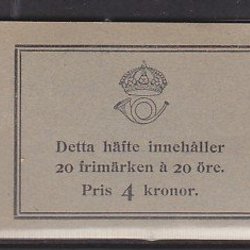 Detta häfte innehåller
20 frimärken à 20 öre.
Pris 4 kronor.